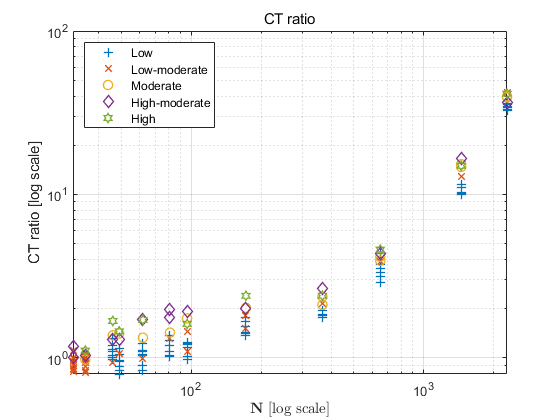 CT ratio
10^2
Low
Low-moderate
Moderate
High-moderate
High
CT ratio [log scale]
10^1
10^0
10^2
10^3
N [log scale]